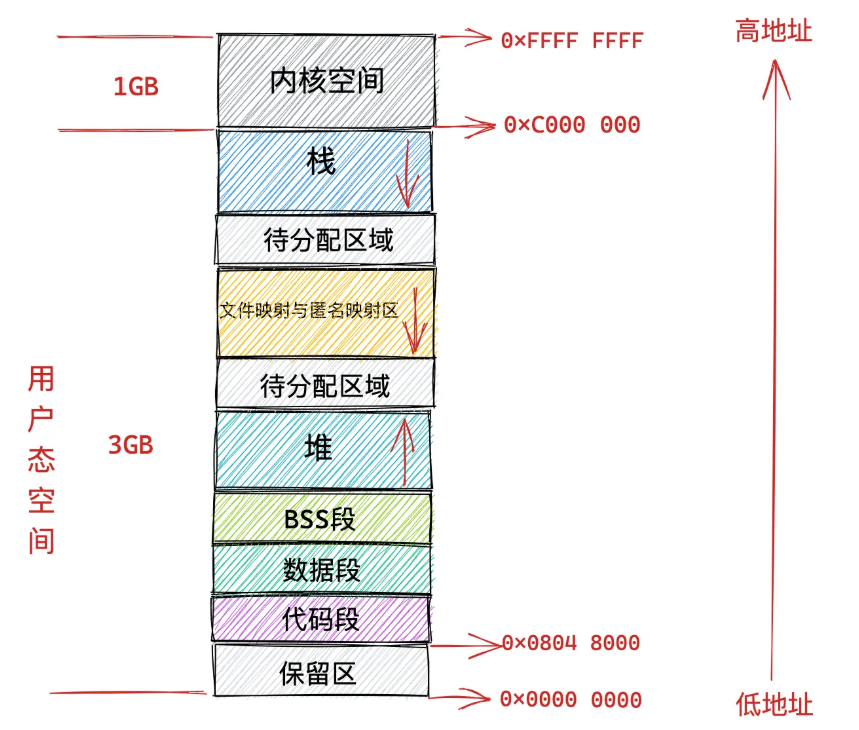 高地址
0×FFFF FFFF
内核空间
1GB
0×C000 000
栈
待分配区域
文件映射与匿名映射区
待分配区域
用户态空间
3GB
堆
BSS段
数据段
代码段
0×0804 8000
保留区
0×0000 0000
低地址